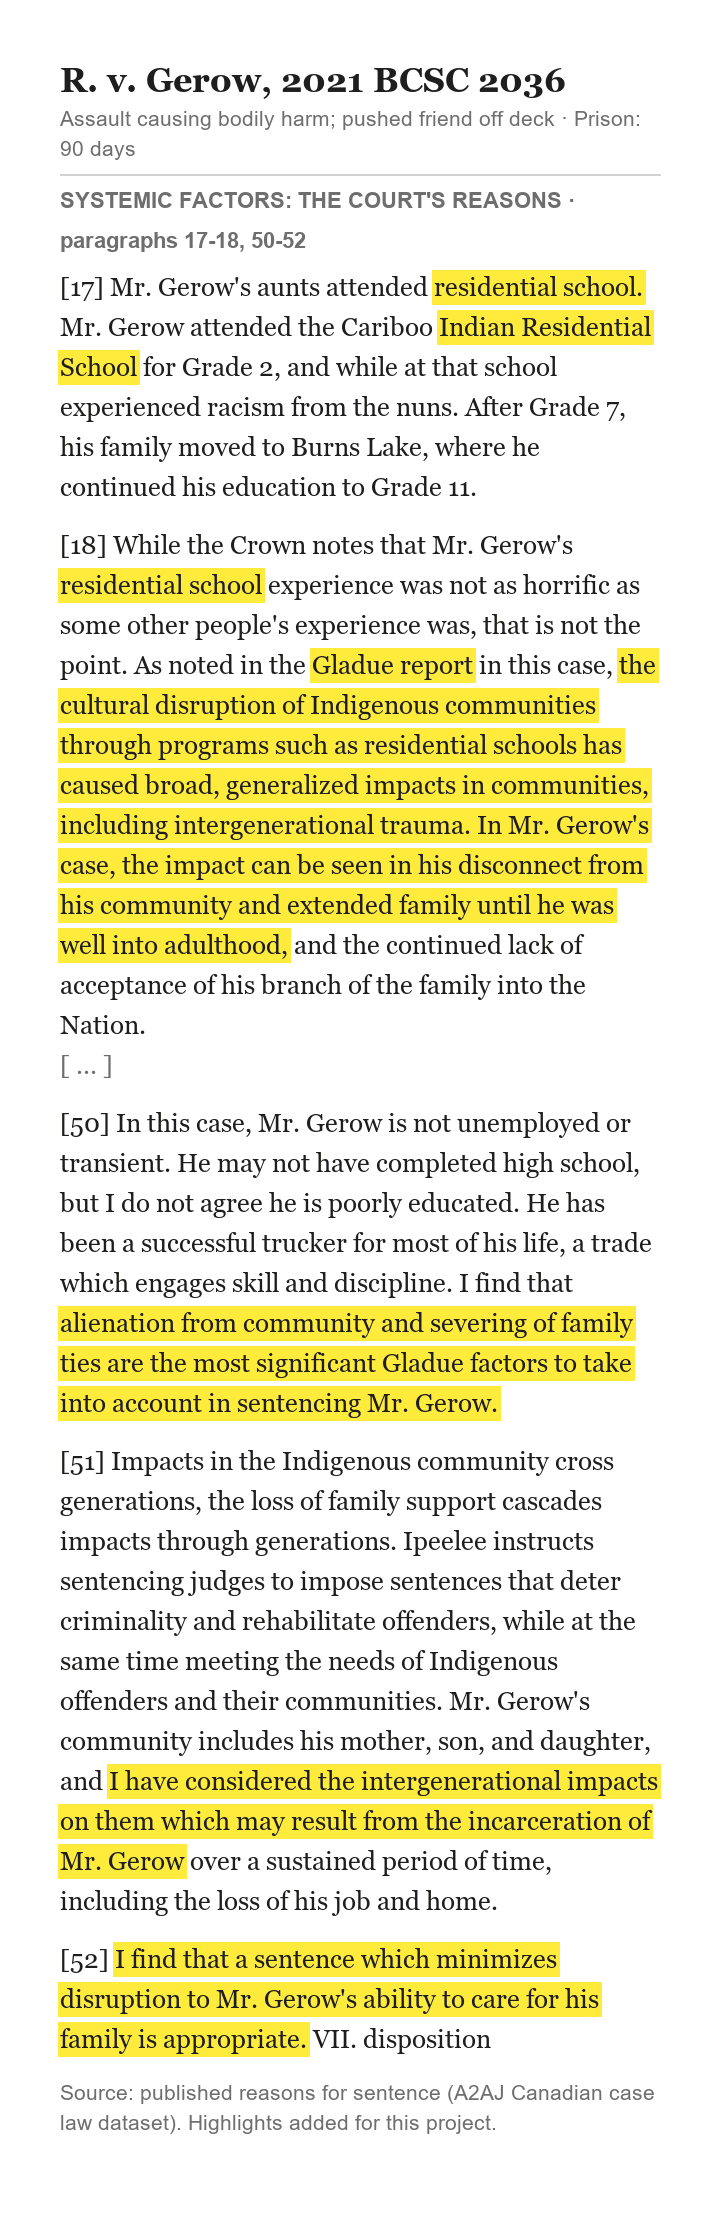 R. v. Gerow, 2021 BCSC 2036
Assault causing bodily harm; pushed friend off deck · Prison:
90 days
SYSTEMIC FACTORS: THE COURT'S REASONS ·
paragraphs 17-18, 50-52
[17] Mr. Gerow's aunts attended residential school.
Mr. Gerow attended the Cariboo Indian Residential
School for Grade 2, and while at that school
experienced racism from the nuns. After Grade 7,
his family moved to Burns Lake, where he
continued his education to Grade 11.
[18] While the Crown notes that Mr. Gerow's
residential school experience was not as horrific as
some other people's experience was, that is not the
point. As noted in the Gladue report in this case, the
cultural disruption of Indigenous communities
through programs such as residential schools has
caused broad, generalized impacts in communities,
including intergenerational trauma. In Mr. Gerow's
case, the impact can be seen in his disconnect from
his community and extended family until he was
well into adulthood, and the continued lack of
acceptance of his branch of the family into the
Nation.
[ ... ]
[50] In this case, Mr. Gerow is not unemployed or
transient. He may not have completed high school,
but I do not agree he is poorly educated. He has
been a successful trucker for most of his life, a trade
which engages skill and discipline. I find that
alienation from community and severing of family
ties are the most significant Gladue factors to take
into account in sentencing Mr. Gerow.
[51] Impacts in the Indigenous community cross
generations, the loss of family support cascades
impacts through generations. Ipeelee instructs
sentencing judges to impose sentences that deter
criminality and rehabilitate offenders, while at the
same time meeting the needs of Indigenous
offenders and their communities. Mr. Gerow's
community includes his mother, son, and daughter,
and I have considered the intergenerational impacts
on them which may result from the incarceration of
Mr. Gerow over a sustained period of time,
including the loss of his job and home.
[52] I find that a sentence which minimizes
disruption to Mr. Gerow's ability to care for his
family is appropriate. VII. disposition
Source: published reasons for sentence (A2AJ Canadian case
law dataset). Highlights added for this project.